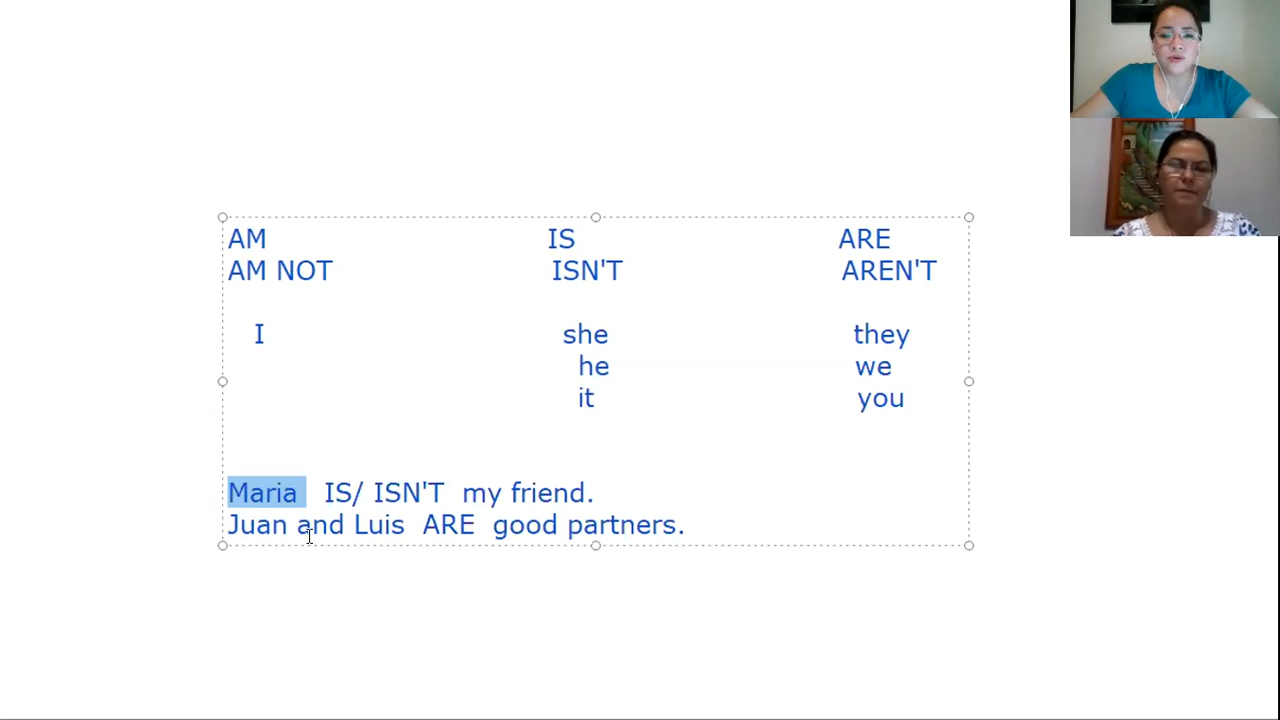 AM IS ARE
AM NOT ISN'T AREN'T
I she they
he we
it you
Maria IS/ ISN'T my friend.
Juan and Luis ARE good partners.